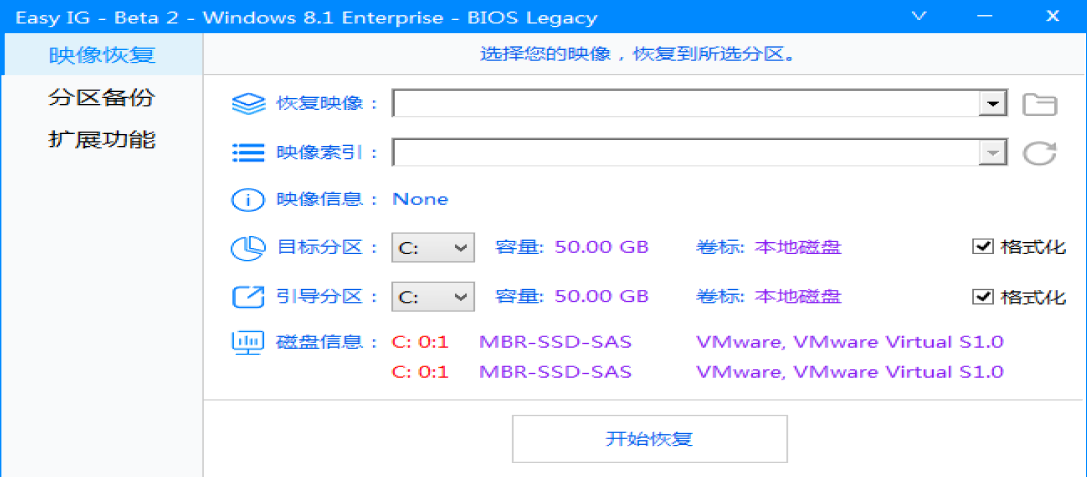 Easy IG - Beta 2 - Windows 8.1 Enterprise - BIOS Legacy
映像恢复
选择您的映像，恢复到所选分区。
分区备份
扩展功能
恢复映像：
映像索引：
映像信息： None
目标分区： C: 容量: 50.00 GB 卷标: 本地磁盘 格式化
引导分区： C: 容量: 50.00 GB 卷标: 本地磁盘 格式化
磁盘信息： C: 0:1 MBR-SSD-SAS VMware, VMware Virtual S1.0
C: 0:1 MBR-SSD-SAS VMware, VMware Virtual S1.0
开始恢复